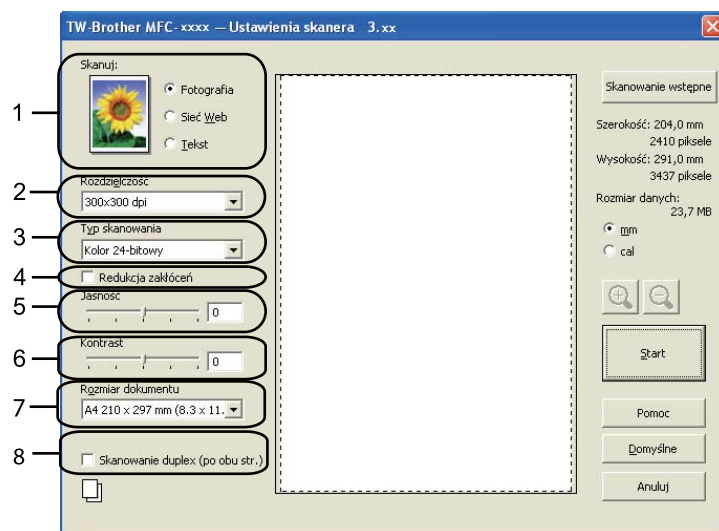 TW-Brother MFC-xxxx — Ustawienia skanera 3.xx
1
Skanuj:
Fotografia
Sieć Web
Tekst
2
Rozdzielczość
300x300 dpi
3
Typ skanowania
Kolor 24-bitowy
4
Redukcja zakłóceń
5
Jasność
0
6
Kontrast
0
7
Rozmiar dokumentu
A4 210 x 297 mm (8.3 x 11.
8
Skanowanie duplex (po obu str.)
Skanowanie wstępne
Szerokość: 204,0 mm
2410 piksele
Wysokość: 291,0 mm
3437 piksele
Rozmiar danych:
23,7 MB
mm
cal
Start
Pomoc
Domyślne
Anuluj